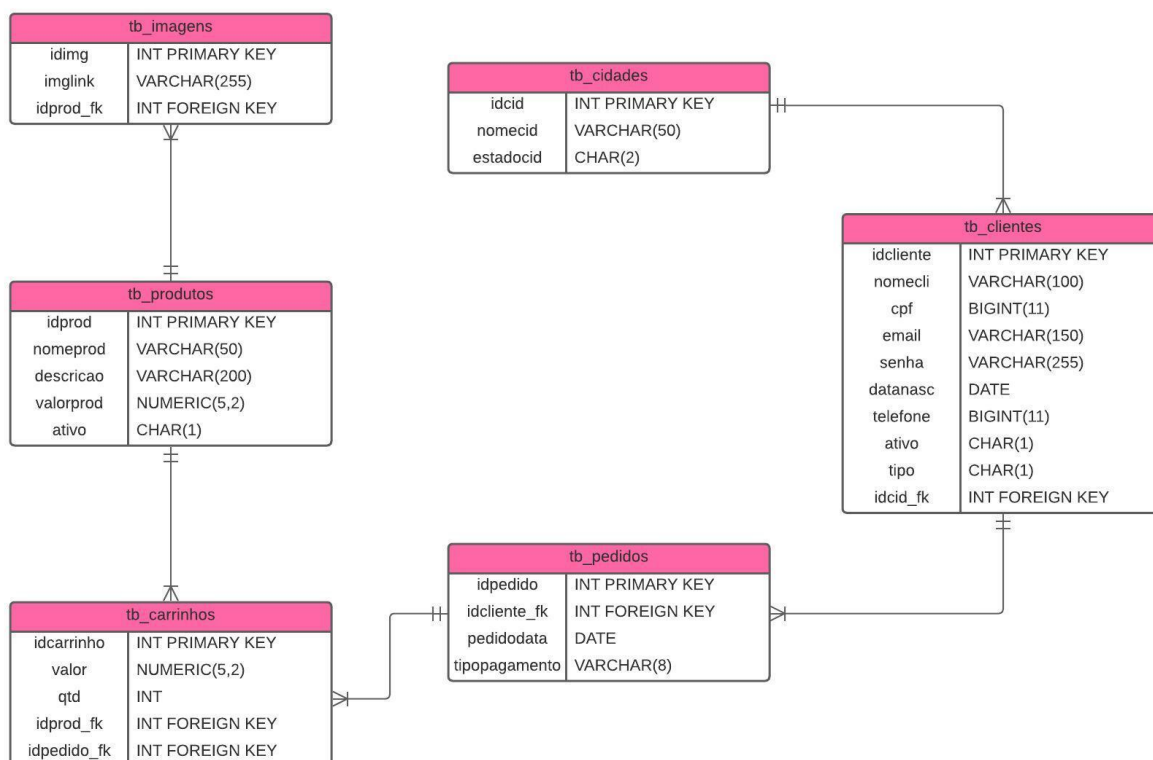 tb_imagens
idimg INT PRIMARY KEY
imglink VARCHAR(255)
idprod_fk INT FOREIGN KEY
tb_cidades
idcid INT PRIMARY KEY
nomecid VARCHAR(50)
estadocid CHAR(2)
tb_clientes
idcliente INT PRIMARY KEY
nomecli VARCHAR(100)
cpf BIGINT(11)
email VARCHAR(150)
senha VARCHAR(255)
datanasc DATE
telefone BIGINT(11)
ativo CHAR(1)
tipo CHAR(1)
idcid_fk INT FOREIGN KEY
tb_produtos
idprod INT PRIMARY KEY
nomeprod VARCHAR(50)
descricao VARCHAR(200)
valorprod NUMERIC(5,2)
ativo CHAR(1)
tb_pedidos
idpedido INT PRIMARY KEY
idcliente_fk INT FOREIGN KEY
pedidodata DATE
tipopagamento VARCHAR(8)
tb_carrinhos
idcarrinho INT PRIMARY KEY
valor NUMERIC(5,2)
qtd INT
idprod_fk INT FOREIGN KEY
idpedido_fk INT FOREIGN KEY